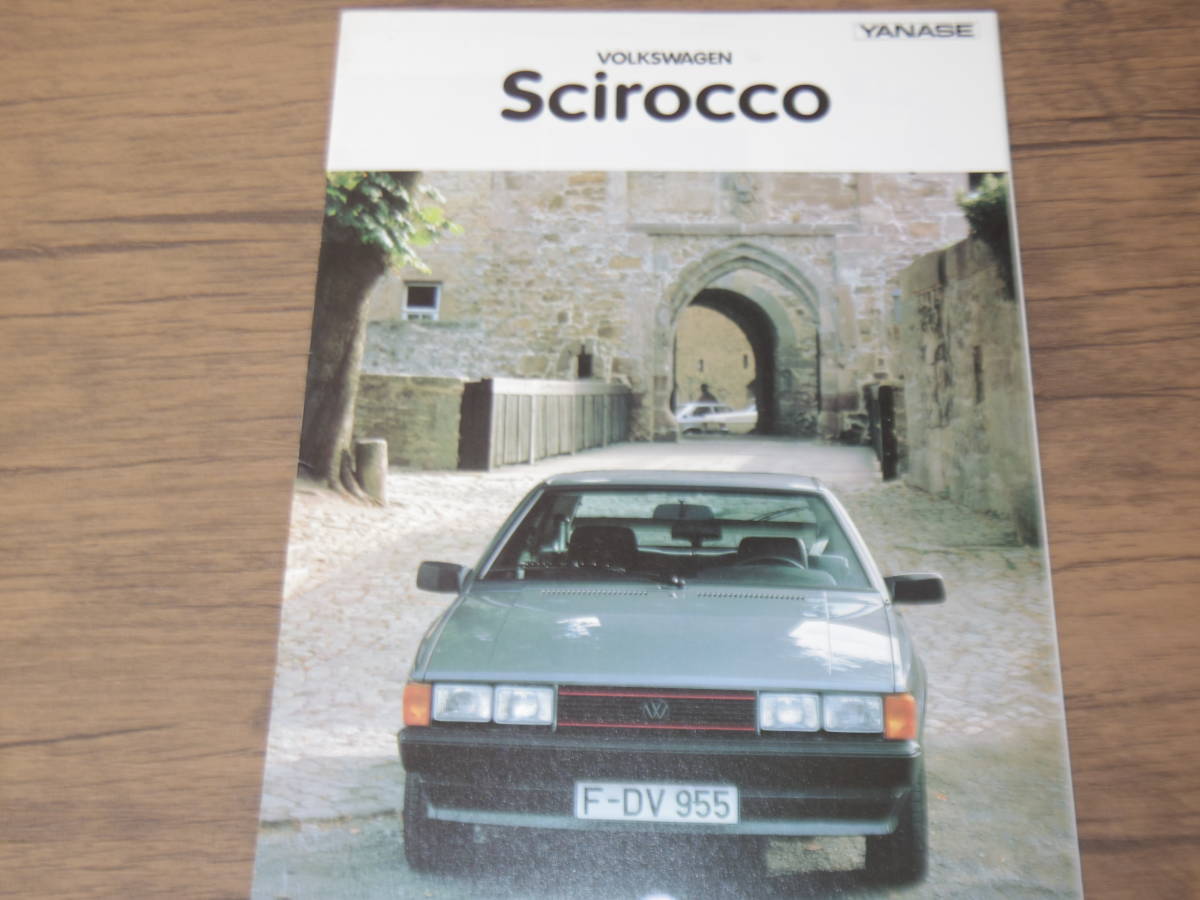 YANASE
VOLKSWAGEN
Scirocco
F-DV 955